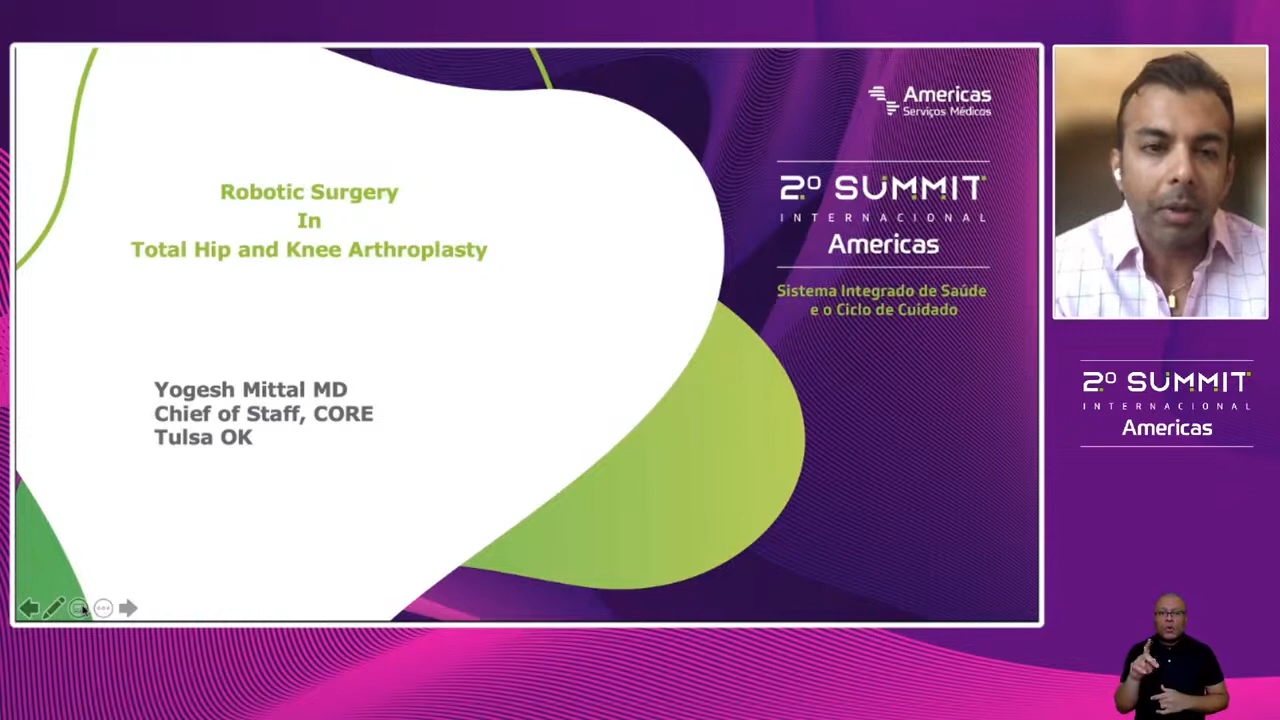 Robotic Surgery
In
Total Hip and Knee Arthroplasty
Yogesh Mittal MD
Chief of Staff, CORE
Tulsa OK
Americas
Serviços Médicos
2º SUMMIT
INTERNACIONAL
Americas
Sistema Integrado de Saúde
e o Ciclo de Cuidado
2º SUMMIT
INTERNACIONAL
Americas